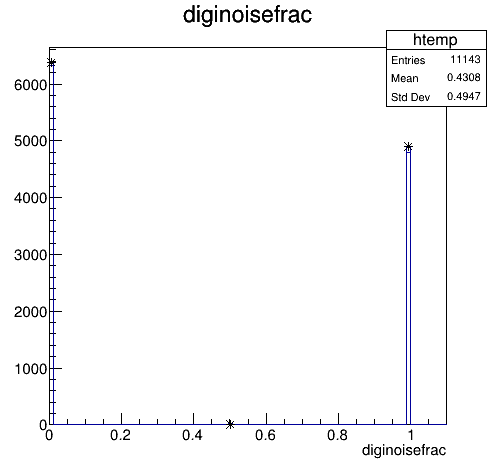 diginoisefrac
htemp
Entries 11143
Mean 0.4308
Std Dev 0.4947
6000
5000
4000
3000
2000
1000
0
0 0.2 0.4 0.6 0.8 1
diginoisefrac